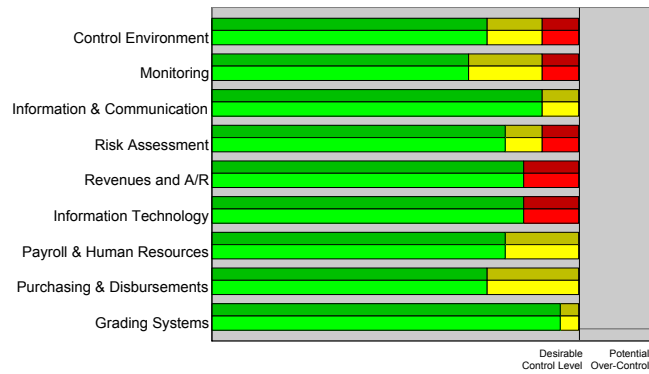 Control Environment
Monitoring
Information & Communication
Risk Assessment
Revenues and A/R
Information Technology
Payroll & Human Resources
Purchasing & Disbursements
Grading Systems
Desirable
Control Level
Potential
Over-Control